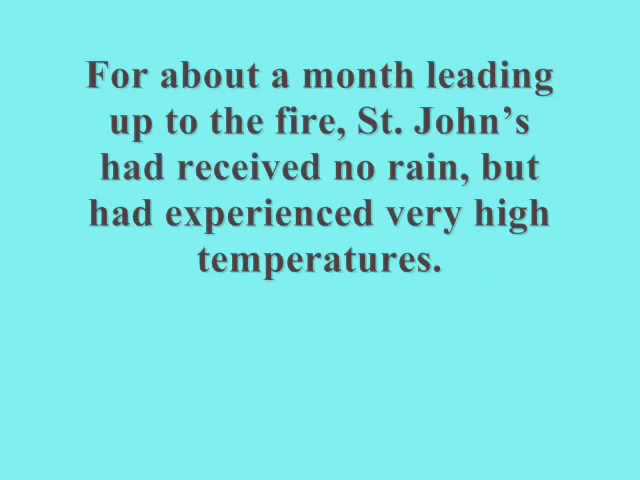 For about a month leading
up to the fire, St. John’s
had received no rain, but
had experienced very high
temperatures.